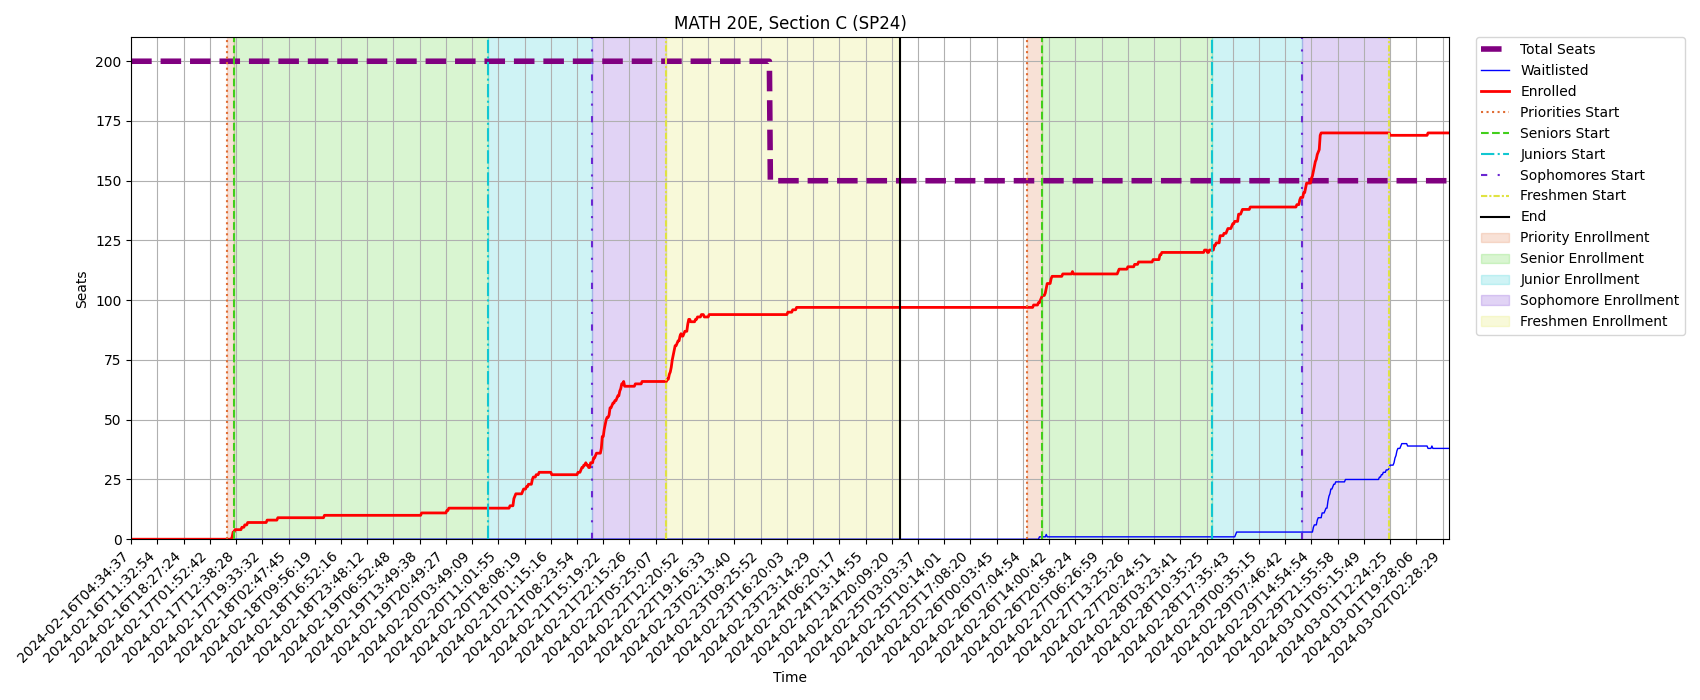 MATH 20E, Section C (SP24)
Seats
200
175
150
125
100
75
50
25
0
2024-02-16T04:34:37
2024-02-16T11:32:54
2024-02-16T18:27:24
2024-02-17T01:52:42
2024-02-17T12:38:28
2024-02-17T19:33:32
2024-02-18T02:47:45
2024-02-18T09:56:19
2024-02-18T16:52:16
2024-02-18T23:48:12
2024-02-19T06:52:48
2024-02-19T13:49:38
2024-02-19T20:49:27
2024-02-20T03:49:09
2024-02-20T11:01:55
2024-02-20T18:08:19
2024-02-21T01:15:16
2024-02-21T08:23:54
2024-02-21T15:19:22
2024-02-21T22:15:26
2024-02-22T05:25:07
2024-02-22T12:20:52
2024-02-22T19:16:33
2024-02-23T02:13:40
2024-02-23T09:25:52
2024-02-23T16:20:03
2024-02-23T23:14:29
2024-02-24T06:20:17
2024-02-24T13:14:55
2024-02-24T20:09:20
2024-02-25T03:03:37
2024-02-25T10:14:01
2024-02-25T17:08:20
2024-02-26T00:03:45
2024-02-26T07:04:54
2024-02-26T14:00:42
2024-02-26T20:58:24
2024-02-27T06:26:59
2024-02-27T13:25:26
2024-02-27T20:24:51
2024-02-28T03:23:41
2024-02-28T10:35:25
2024-02-28T17:35:43
2024-02-29T00:35:15
2024-02-29T07:46:42
2024-02-29T14:54:54
2024-02-29T21:55:58
2024-03-01T05:15:49
2024-03-01T12:24:25
2024-03-01T19:28:06
2024-03-02T02:28:29
Time
Total Seats
Waitlisted
Enrolled
Priorities Start
Seniors Start
Juniors Start
Sophomores Start
Freshmen Start
End
Priority Enrollment
Senior Enrollment
Junior Enrollment
Sophomore Enrollment
Freshmen Enrollment